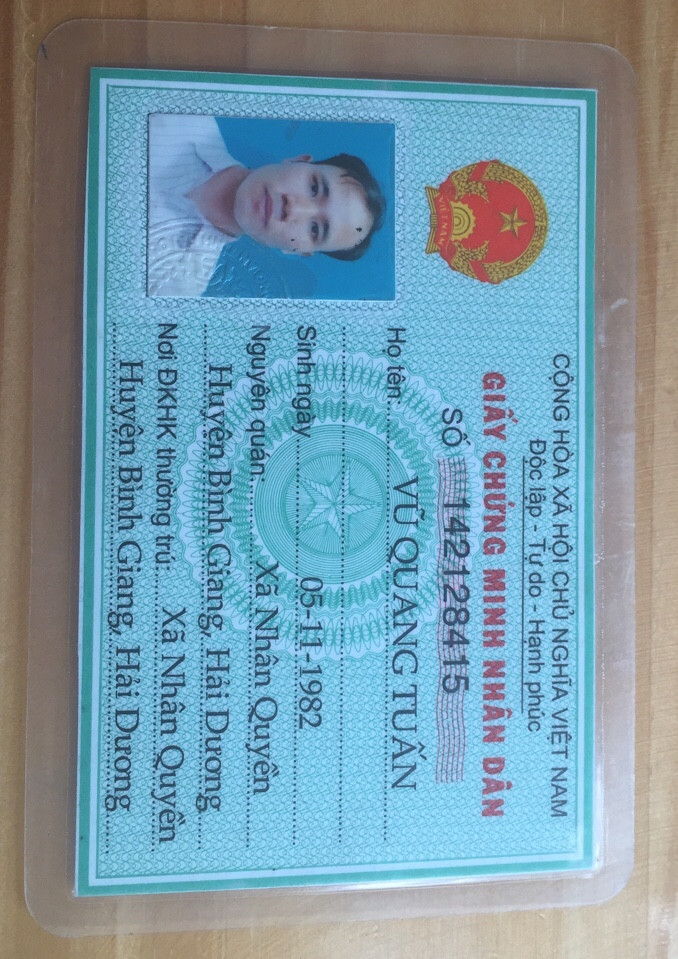 CỘNG HÒA XÃ HỘI CHỦ NGHĨA VIỆT NAM
Độc lập - Tự do - Hạnh phúc
GIẤY CHỨNG MINH NHÂN DÂN
SỐ 142128415
Họ tên: VŨ QUANG TUẤN
Sinh ngày 05-11-1982
Nguyên quán: Xã Nhân Quyền
Huyện Bình Giang, Hải Dương
Nơi ĐKHK thường trú: Xã Nhân Quyền
Huyện Bình Giang, Hải Dương
VIỆT NAM